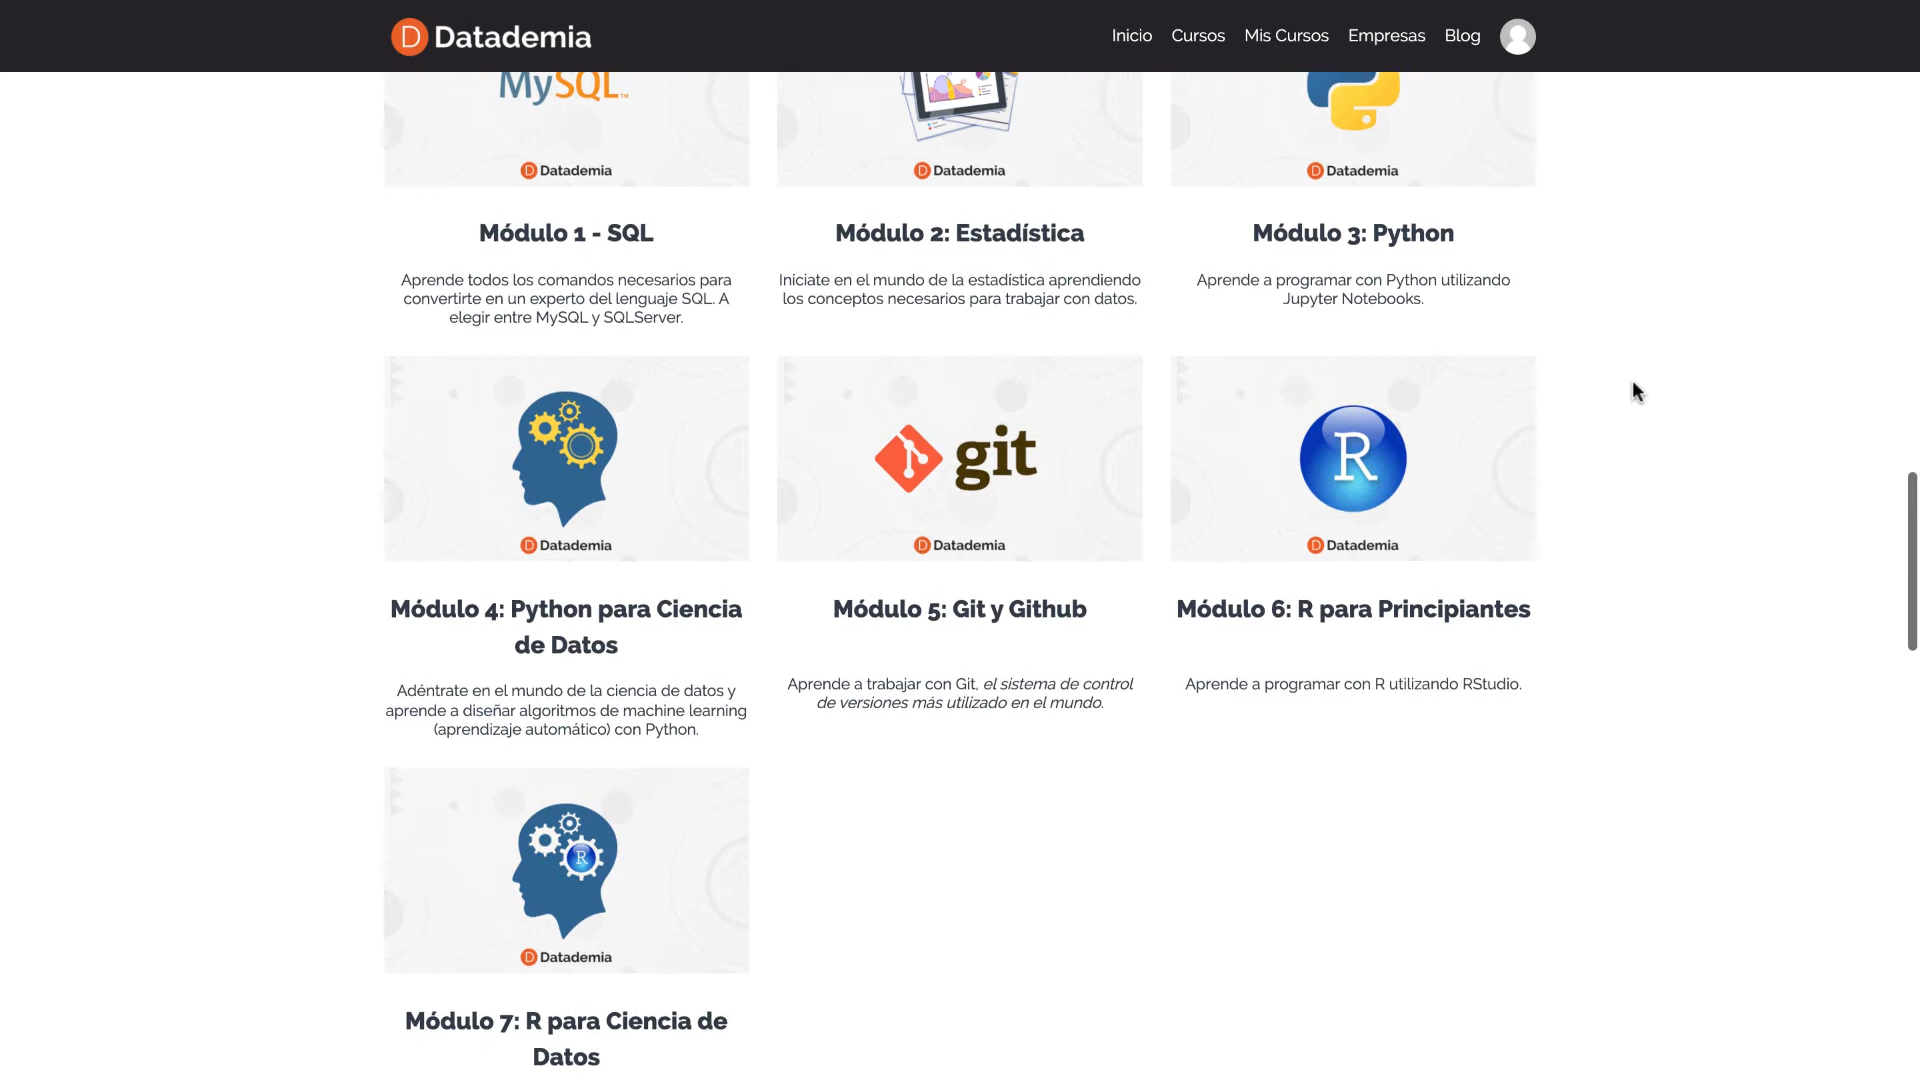 Datademia
Inicio
Cursos
Mis Cursos
Empresas
Blog
MySQL™
Datademia
Datademia
Datademia
Módulo 1 - SQL
Aprende todos los comandos necesarios para
convertirte en un experto del lenguaje SQL. A
elegir entre MySQL y SQLServer.
Módulo 2: Estadística
Iníciate en el mundo de la estadística aprendiendo
los conceptos necesarios para trabajar con datos.
Módulo 3: Python
Aprende a programar con Python utilizando
Jupyter Notebooks.
Datademia
git
Datademia
R
Datademia
Módulo 4: Python para Ciencia
de Datos
Adéntrate en el mundo de la ciencia de datos y
aprende a diseñar algoritmos de machine learning
(aprendizaje automático) con Python.
Módulo 5: Git y Github
Aprende a trabajar con Git, el sistema de control
de versiones más utilizado en el mundo.
Módulo 6: R para Principiantes
Aprende a programar con R utilizando RStudio.
R
Datademia
Módulo 7: R para Ciencia de
Datos